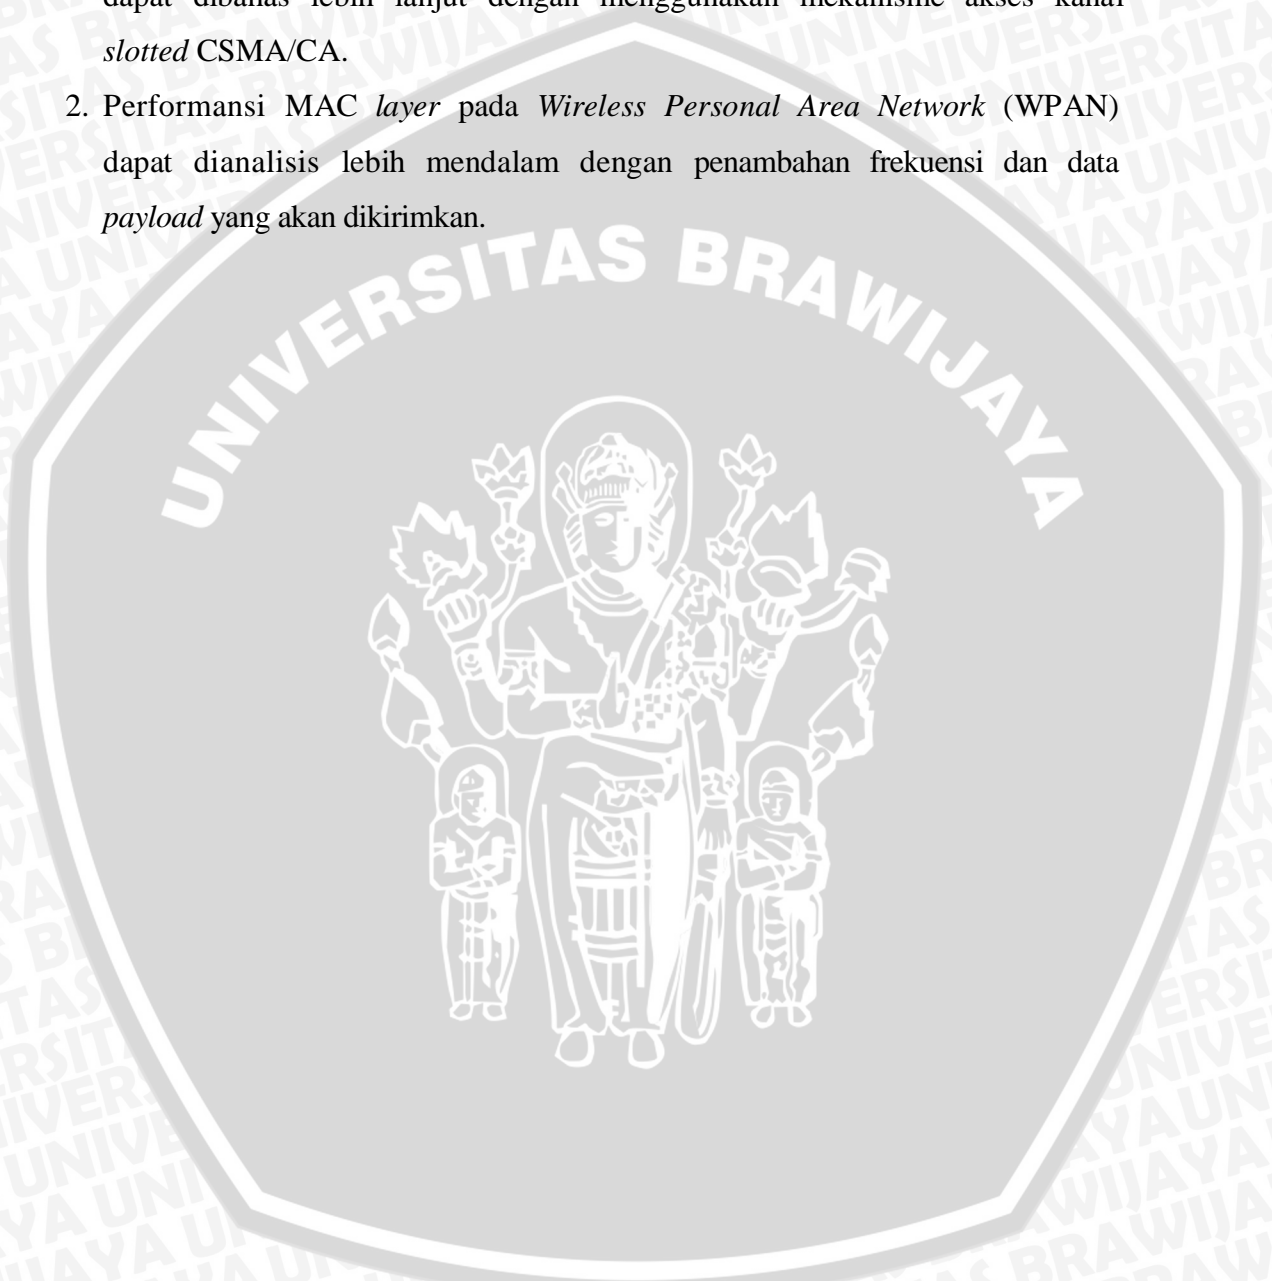 dapat dibahas lebih lanjut dengan menggunakan mekanisme akses kanal
slotted CSMA/CA.
2. Performansi MAC layer pada Wireless Personal Area Network (WPAN)
dapat dianalisis lebih mendalam dengan penambahan frekuensi dan data
payload yang akan dikirimkan.
UNIVERSITAS BRAWIJAYA